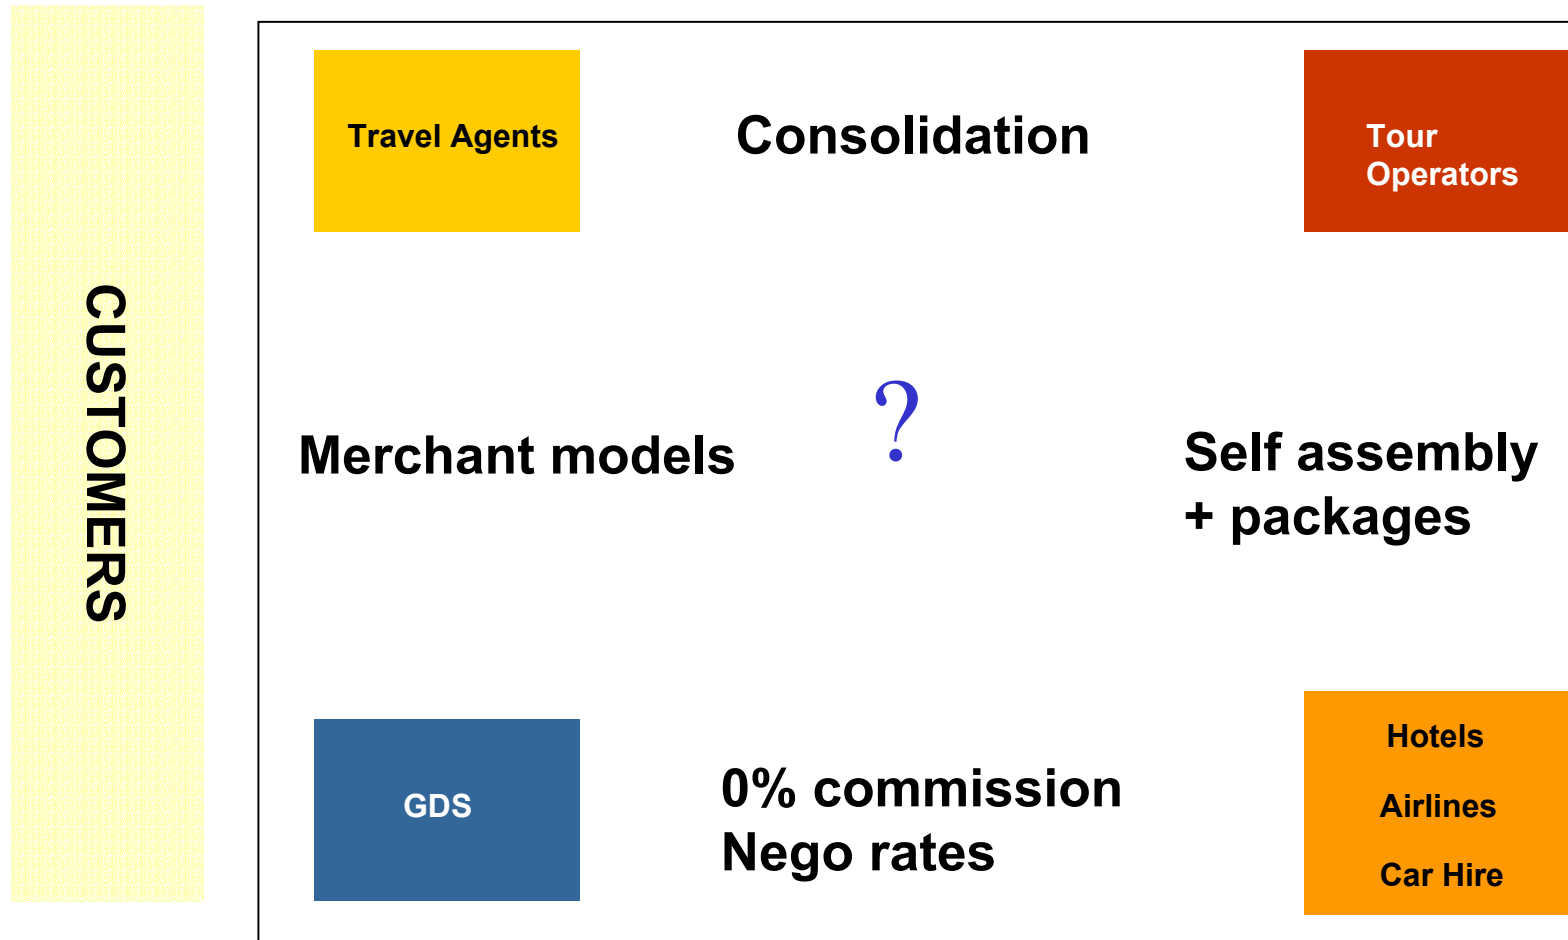 CUSTOMERS
Travel Agents
Consolidation
Tour
Operators
Merchant models
?
Self assembly
+ packages
GDS
0% commission
Nego rates
Hotels
Airlines
Car Hire